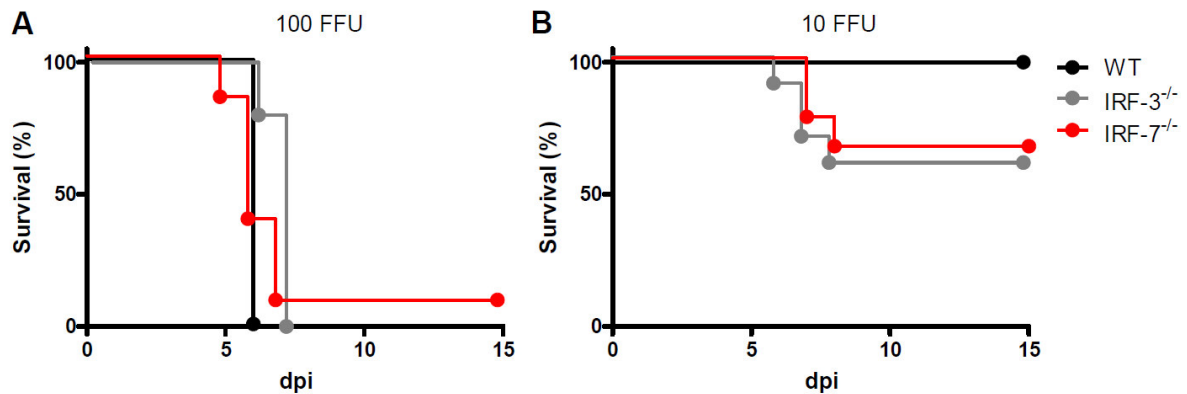 A
100 FFU
Survival (%)
100
50
0
0
5
10
15
dpi
B
10 FFU
Survival (%)
100
50
0
0
5
10
15
dpi
WT
IRF-3-/-
IRF-7-/-